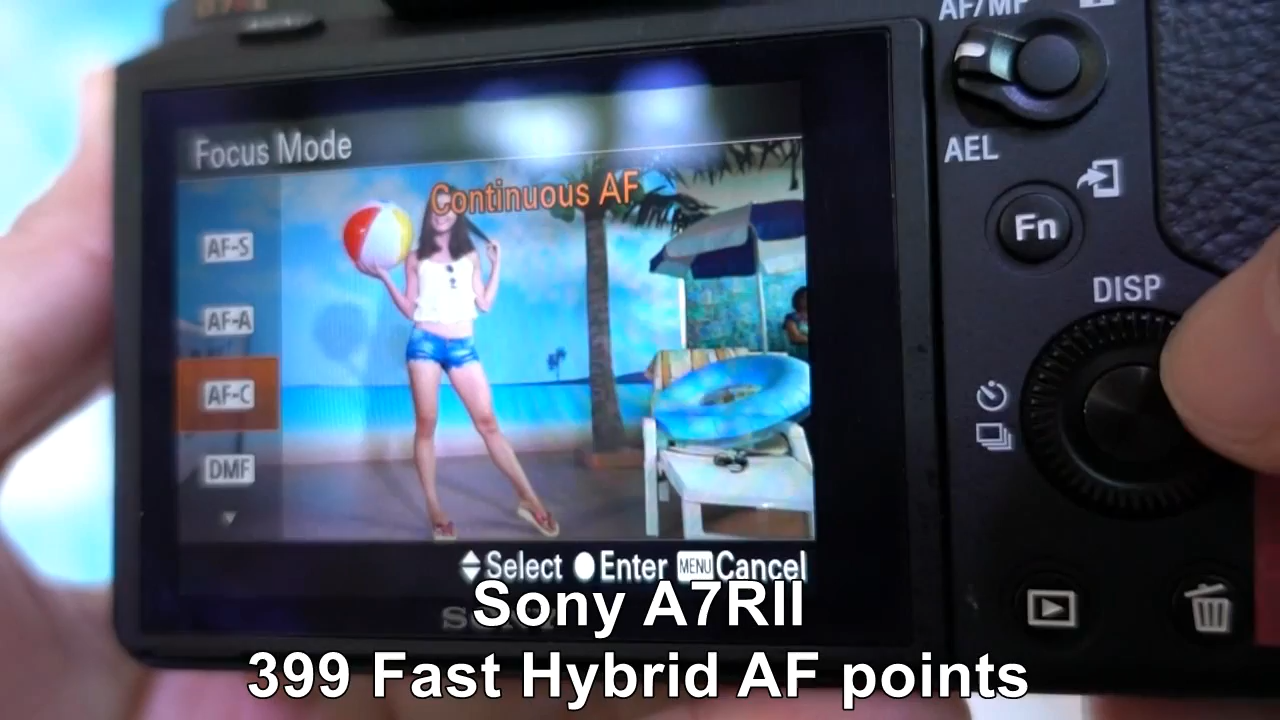 AF/MF
Focus Mode
Continuous AF
AEL
AF-S
Fn
AF-A
DISP
AF-C
DMF
Select Enter MENU Cancel
SONY
Sony A7RII
399 Fast Hybrid AF points